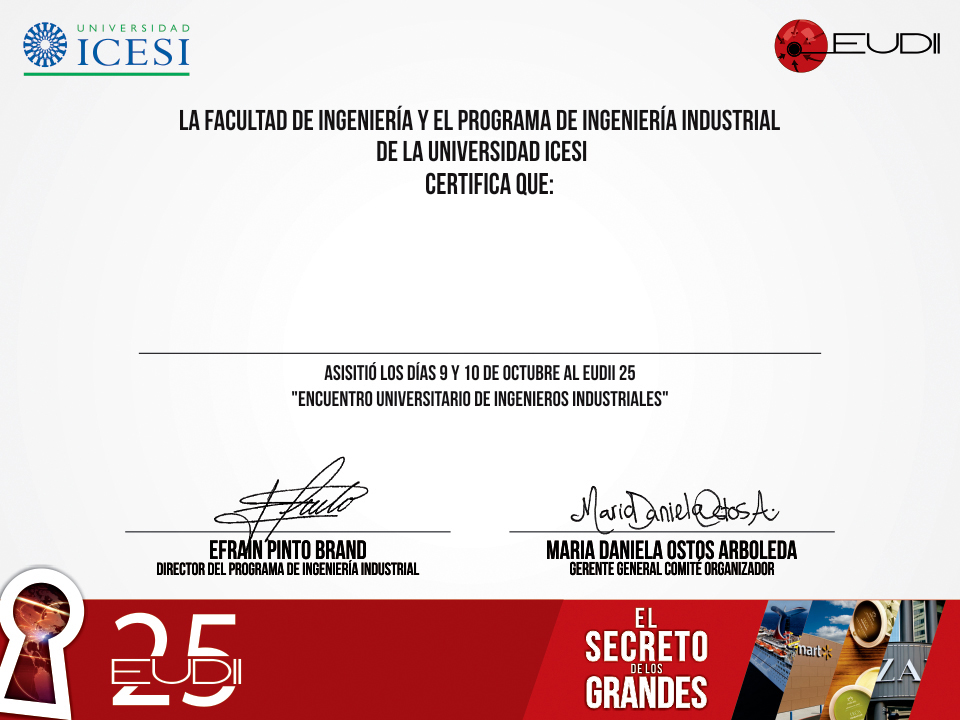 UNIVERSIDAD
ICESI
EUDII
LA FACULTAD DE INGENIERÍA Y EL PROGRAMA DE INGENIERÍA INDUSTRIAL
DE LA UNIVERSIDAD ICESI
CERTIFICA QUE:
ASISITIÓ LOS DÍAS 9 Y 10 DE OCTUBRE AL EUDII 25
"ENCUENTRO UNIVERSITARIO DE INGENIEROS INDUSTRIALES"
Maria Daniela Ostos A.
EFRAIN PINTO BRAND
DIRECTOR DEL PROGRAMA DE INGENIERÍA INDUSTRIAL
MARIA DANIELA OSTOS ARBOLEDA
GERENTE GENERAL COMITÉ ORGANIZADOR
25
EUDII
EL
SECRETO
DE LOS
GRANDES
mart
ZA